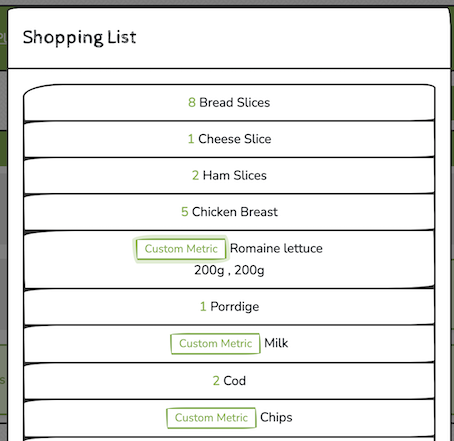 Shopping List
8 Bread Slices
1 Cheese Slice
2 Ham Slices
5 Chicken Breast
Custom Metric Romaine lettuce
200g , 200g
1 Porrdige
Custom Metric Milk
2 Cod
Custom Metric Chips